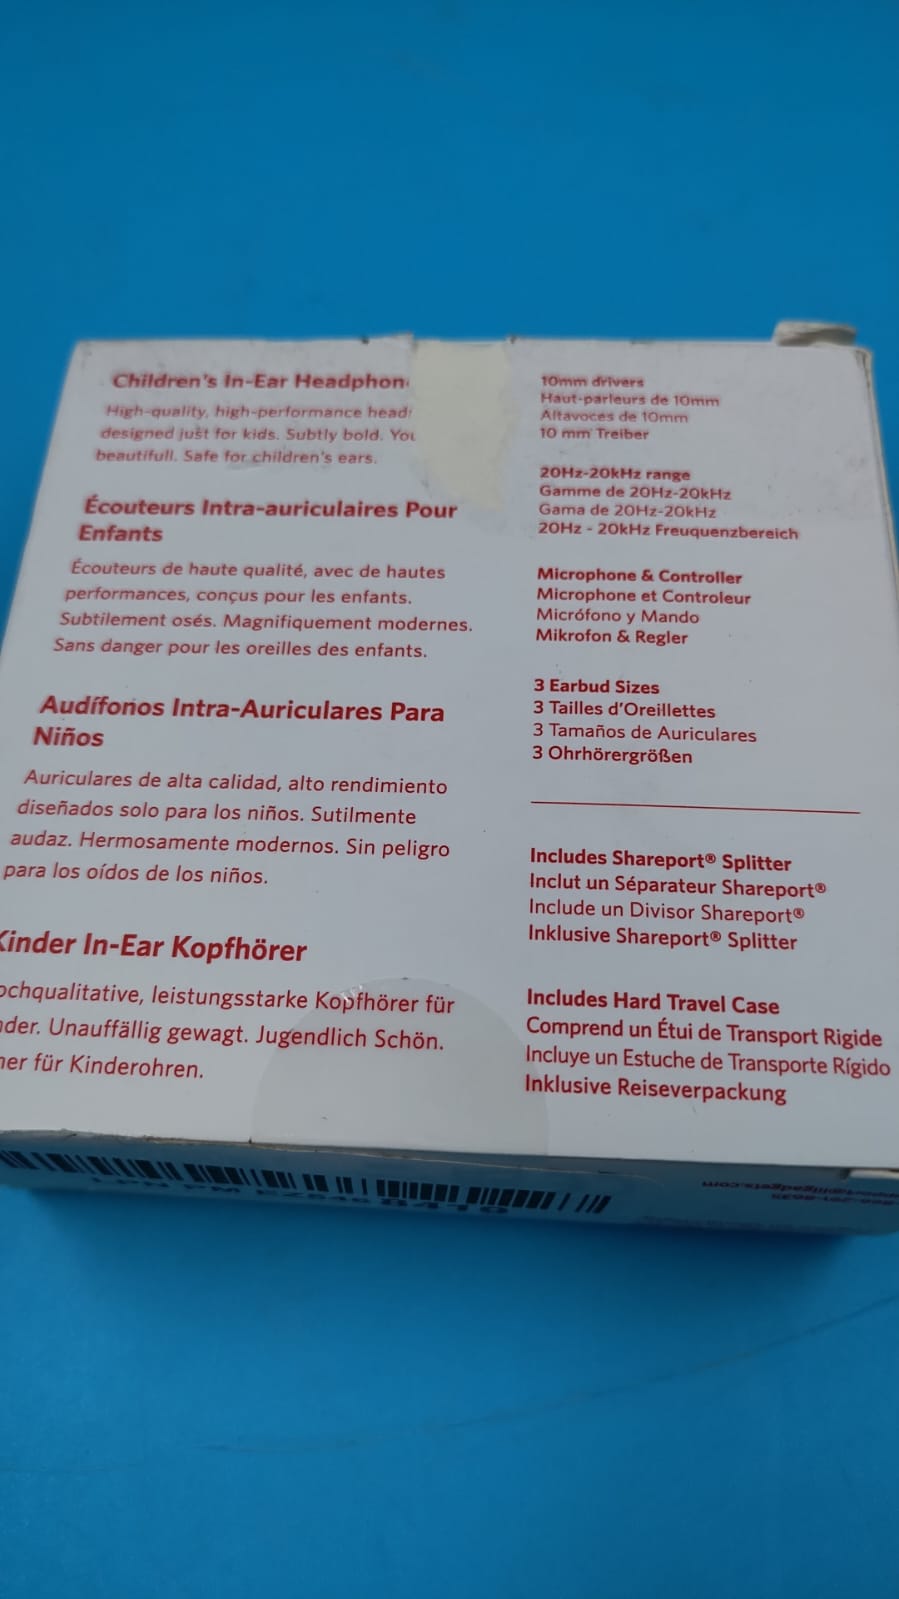 Children's In-Ear Headphon
High-quality, high-performance head
designed just for kids. Subtly bold. You
beautifull. Safe for children's ears.
Écouteurs Intra-auriculaires Pour
Enfants
Écouteurs de haute qualité, avec de hautes
performances, conçus pour les enfants.
Subtilement osés. Magnifiquement modernes.
Sans danger pour les oreilles des enfants.
Audífonos Intra-Auriculares Para
Niños
Auriculares de alta calidad, alto rendimiento
diseñados solo para los niños. Sutilmente
audaz. Hermosamente modernos. Sin peligro
para los oídos de los niños.
Kinder In-Ear Kopfhörer
ochqualitative, leistungsstarke Kopfhörer für
nder. Unauffällig gewagt. Jugendlich Schön.
her für Kinderohren.
10mm drivers
Haut-parleurs de 10mm
Altavoces de 10mm
10 mm Treiber
20Hz-20kHz range
Gamme de 20Hz-20kHz
Gama de 20Hz-20kHz
20Hz - 20kHz Freuquenzbereich
Microphone & Controller
Microphone et Controleur
Micrófono y Mando
Mikrofon & Regler
3 Earbud Sizes
3 Tailles d'Oreillettes
3 Tamaños de Auriculares
3 Ohrhörergrößen
Includes Shareport® Splitter
Inclut un Séparateur Shareport®
Include un Divisor Shareport®
Inklusive Shareport® Splitter
Includes Hard Travel Case
Comprend un Étui de Transport Rigide
Incluye un Estuche de Transporte Rígido
Inklusive Reiseverpackung